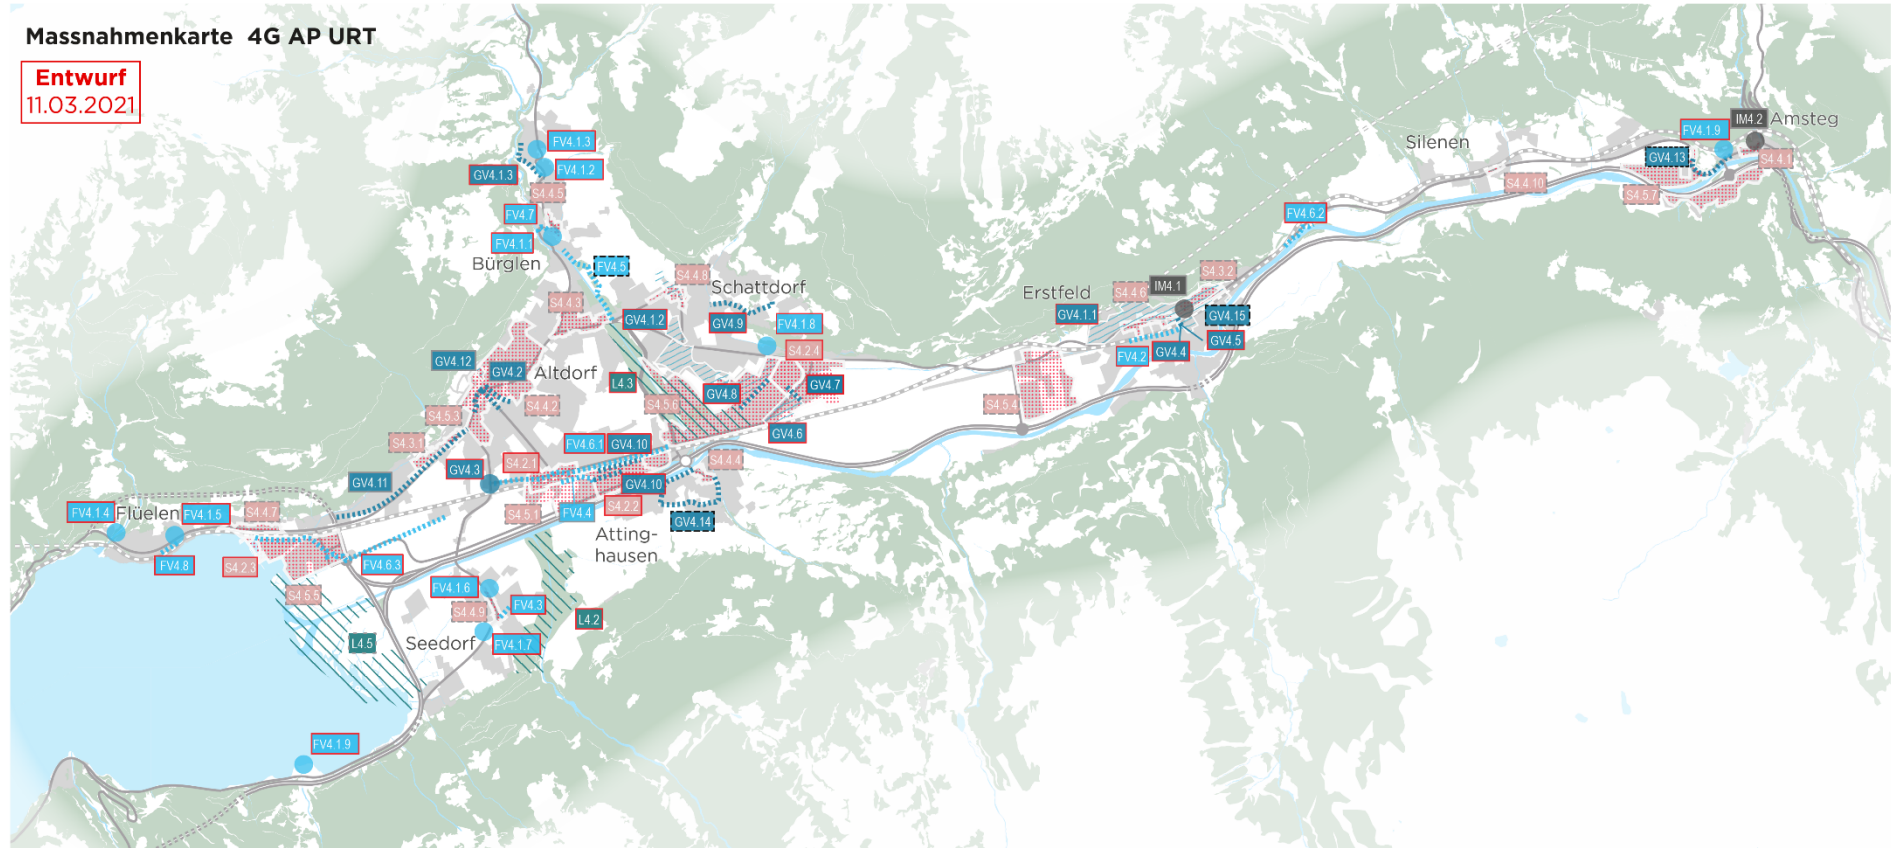 Massnahmenkarte 4G AP URT
Entwurf
11.03.2021
FV4.1.3
FV4.1.2
GV4.1.3
S4.4.5
FV4.7
FV4.1.1
Bürglen
FV4.5
S4.4.8
Schattdorf
S4.4.3
GV4.1.2
GV4.9
FV4.1.8
S4.2.4
GV4.12
GV4.2
Altdorf
L4.3
GV4.8
GV4.7
S4.5.6
S4.4.2
S4.5.3
S4.3.1
GV4.6
FV4.6.1
GV4.10
S4.2.1
GV4.3
S4.4.4
GV4.11
GV4.10
S4.2.2
S4.5.1
FV4.4
GV4.14
Atting-
hausen
FV4.1.4
Flüelen
FV4.1.5
S4.4.7
FV4.8
S4.2.3
FV4.6.3
S4.5.5
FV4.1.6
S4.4.9
FV4.3
L4.2
L4.5
Seedorf
FV4.1.7
FV4.1.9
Erstfeld
GV4.1.1
S4.4.6
IM4.1
S4.3.2
GV4.15
GV4.5
GV4.4
FV4.2
S4.5.4
FV4.6.2
Silenen
S4.4.10
FV4.1.9
IM4.2
Amsteg
GV4.13
S4.4.1
S4.5.7